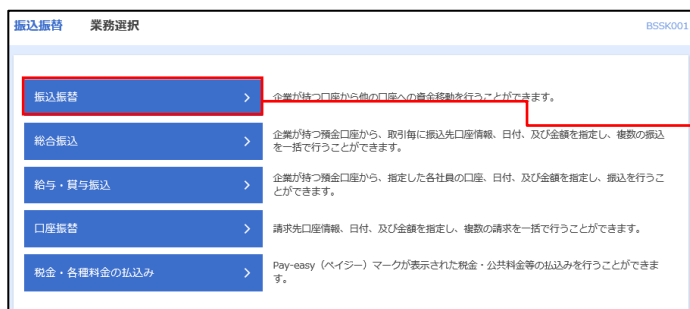 振込振替 業務選択 BSSK001
振込振替 企業が持つ口座から他の口座への資金移動を行うことができます。
総合振込 企業が持つ預金口座から、取引毎に振込先口座情報、日付、及び金額を指定し、複数の振込
を一括で行うことができます。
給与・賞与振込 企業が持つ預金口座から、指定した各社員の口座、日付、及び金額を指定し、振込を行うこ
とができます。
口座振替 請求先口座情報、日付、及び金額を指定し、複数の請求を一括で行うことができます。
税金・各種料金の払込み Pay-easy（ペイジー）マークが表示された税金・公共料金等の払込みを行うことができま
す。